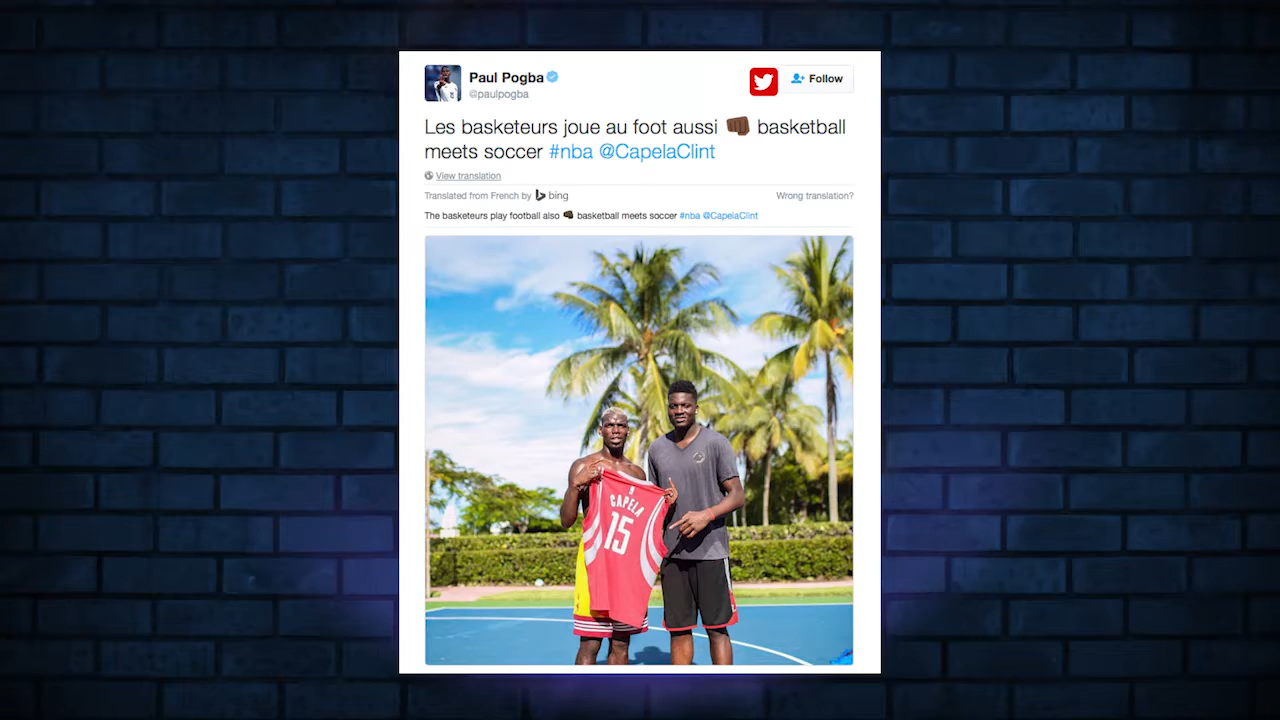 Paul Pogba
@paulpogba
Follow
Les basketeurs joue au foot aussi 👊🏿 basketball
meets soccer #nba @CapelaClint
View translation
Translated from French by bing
Wrong translation?
The basketeurs play football also 👊🏿 basketball meets soccer #nba @CapelaClint
CAPELA
15